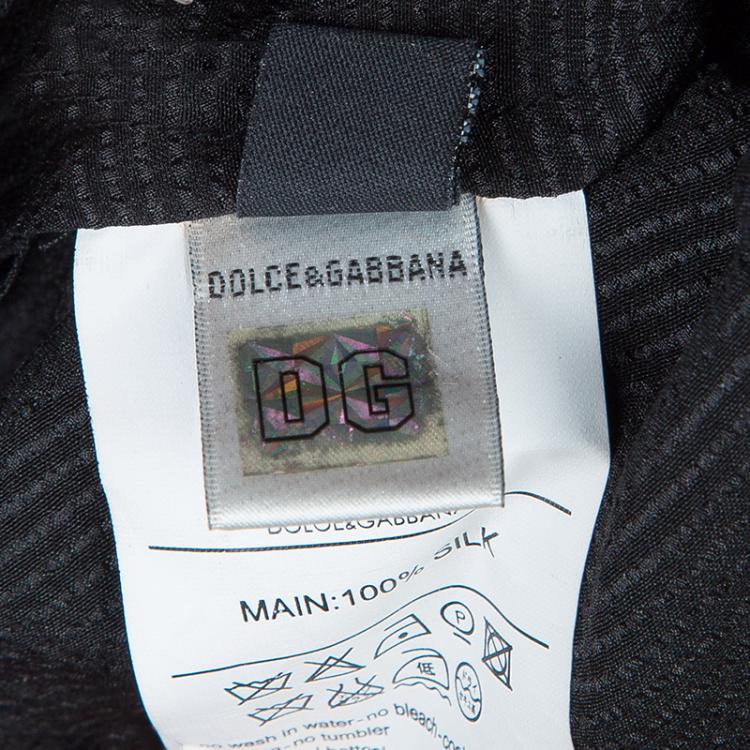 DOLCE&GABBANA
DG
DOLCE&GABBANA
MAIN:100% SILK
P
低
no wash in water-no bleach-
no tumbler